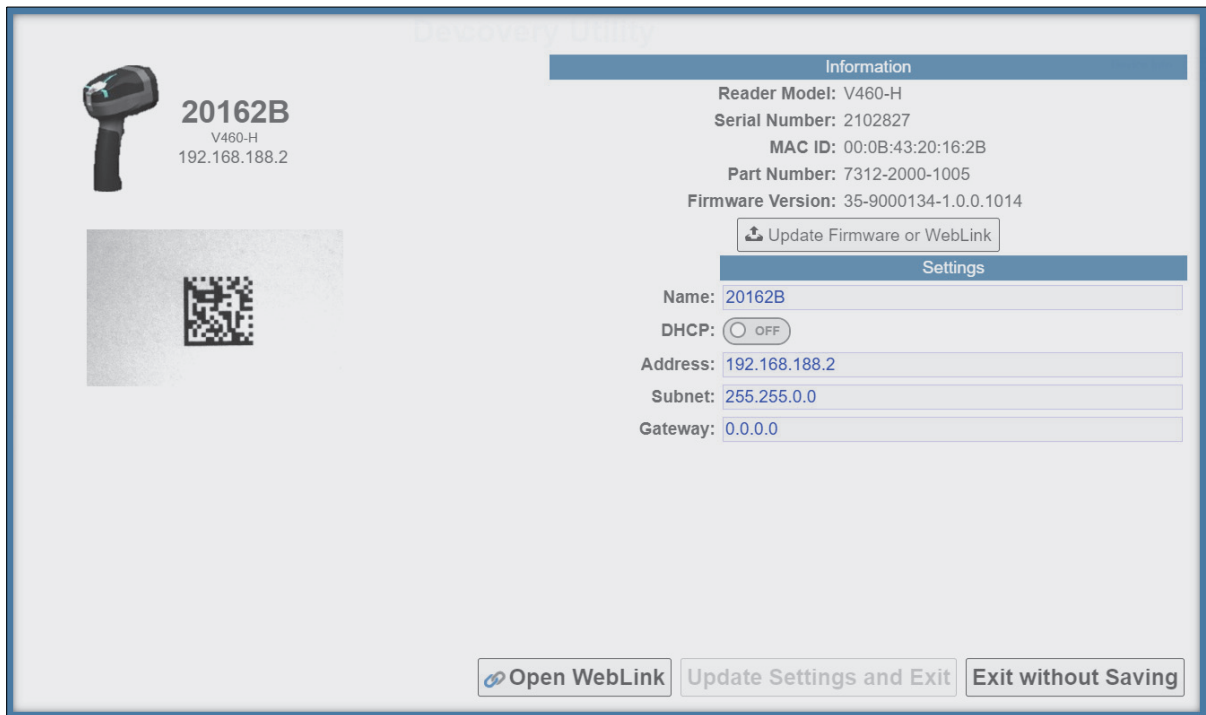 Discovery Utility
20162B
V460-H
192.168.188.2
Information
Reader Model: V460-H
Serial Number: 2102827
MAC ID: 00:0B:43:20:16:2B
Part Number: 7312-2000-1005
Firmware Version: 35-9000134-1.0.0.1014
Update Firmware or WebLink
Settings
Name: 20162B
DHCP: OFF
Address: 192.168.188.2
Subnet: 255.255.0.0
Gateway: 0.0.0.0
Open WebLink
Update Settings and Exit
Exit without Saving